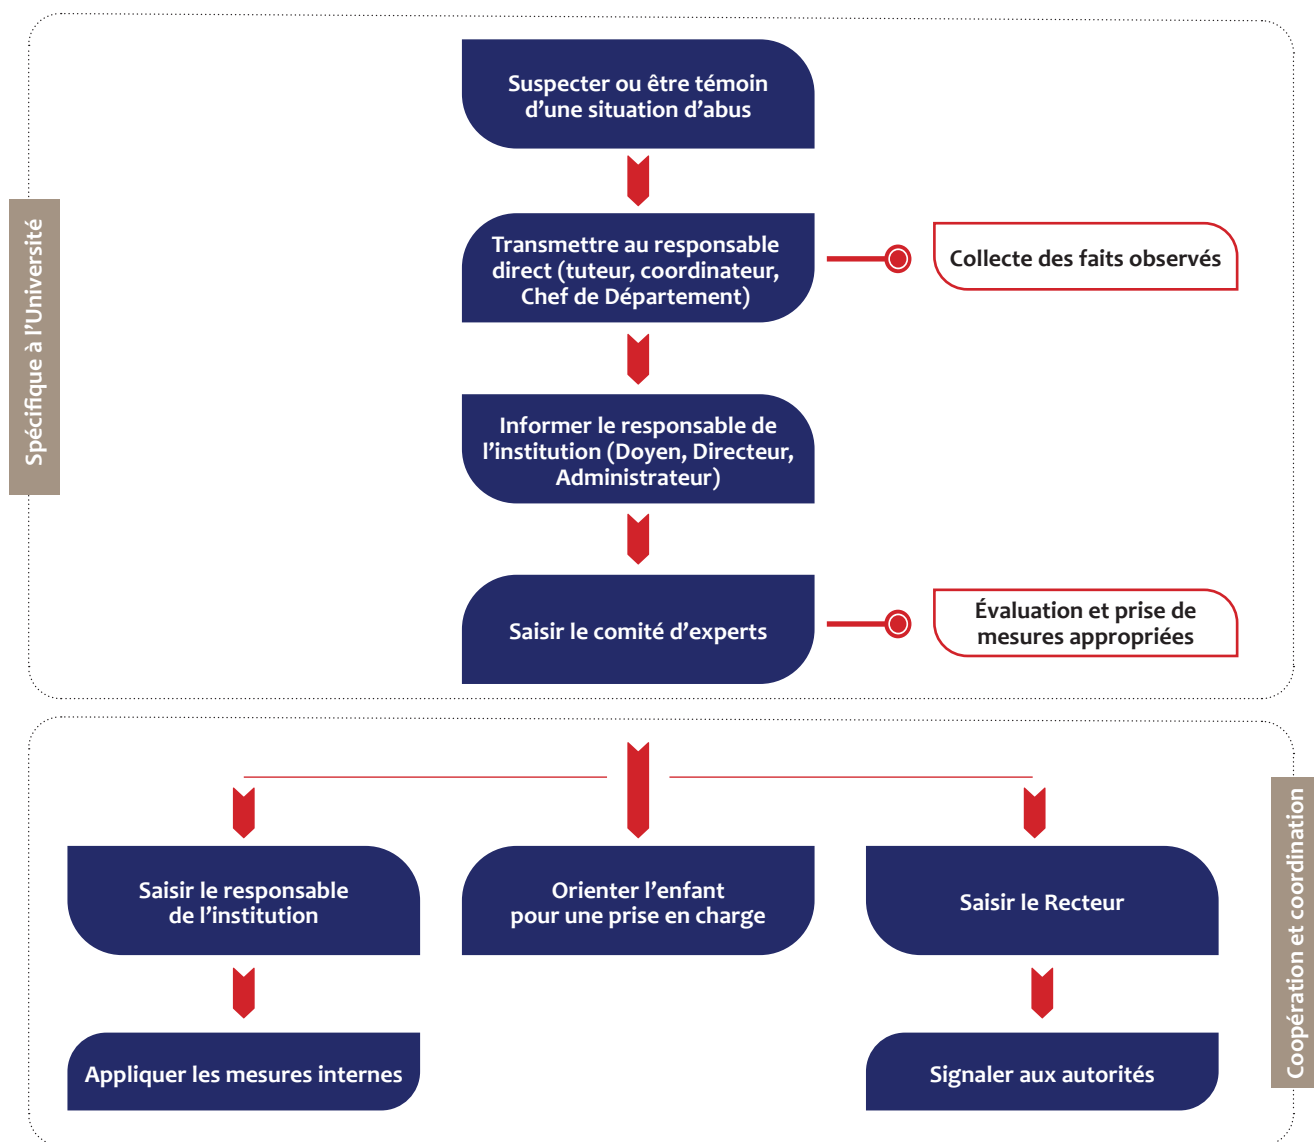 Suspecter ou être témoin
d’une situation d’abus
Spécifique à l’Université
Transmettre au responsable
direct (tuteur, coordinateur,
Chef de Département)
Collecte des faits observés
Informer le responsable de
l’institution (Doyen, Directeur,
Administrateur)
Saisir le comité d’experts
Évaluation et prise de
mesures appropriées
Coopération et coordination
Saisir le responsable
de l’institution
Orienter l’enfant
pour une prise en charge
Saisir le Recteur
Appliquer les mesures internes
Signaler aux autorités